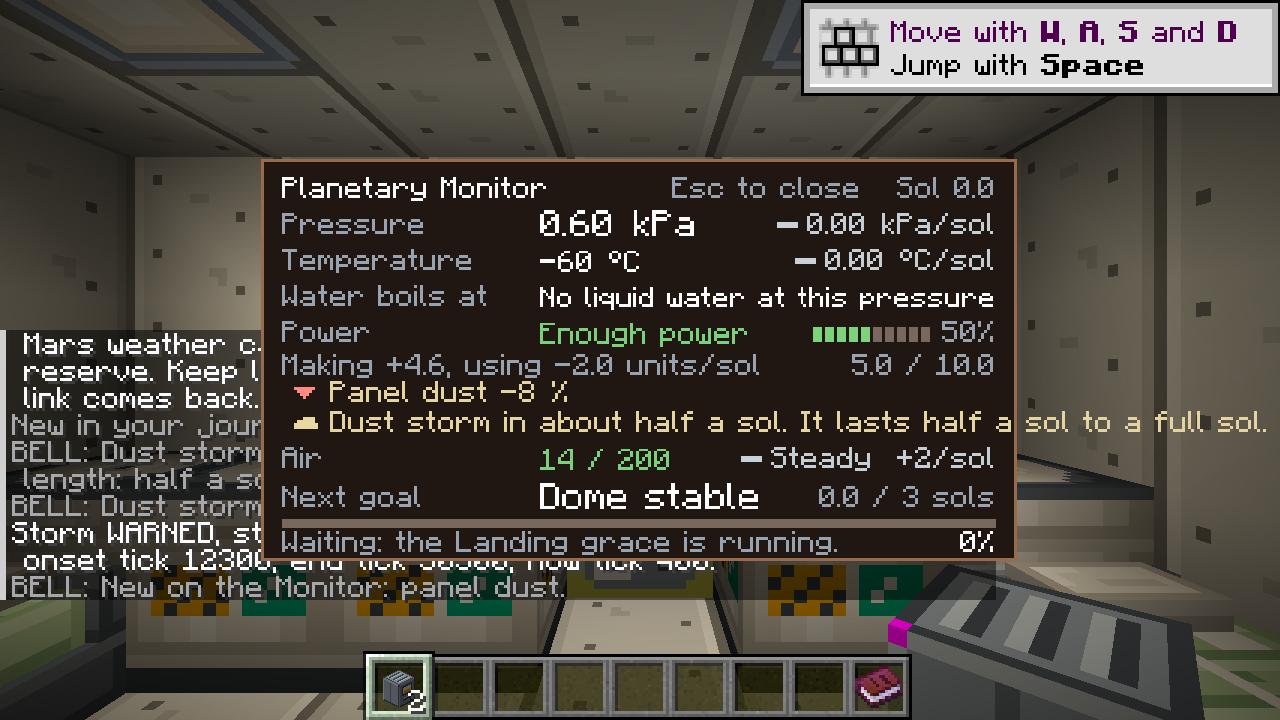 Move with W, A, S and D
Jump with Space
Planetary Monitor Esc to close Sol 0.0
Pressure 0.60 kPa 0.00 kPa/sol
Temperature -60 ºC 0.00 ºC/sol
Water boils at No liquid water at this pressure
Power Enough power 50%
Making +4.6, using -2.0 units/sol 5.0 / 10.0
Panel dust -8 %
Dust storm in about half a sol. It lasts half a sol to a full sol.
Air 14 / 200 Steady +2/sol
Next goal Dome stable 0.0 / 3 sols
Waiting: the Landing grace is running. 0%
Mars weather
reserve. Keep
link comes back.
New in your
BELL: Dust storm
length: half a
BELL: Dust storm
Storm WARNED,
onset tick 12300, end tick now tick
BELL: New on the Monitor: panel dust.
2